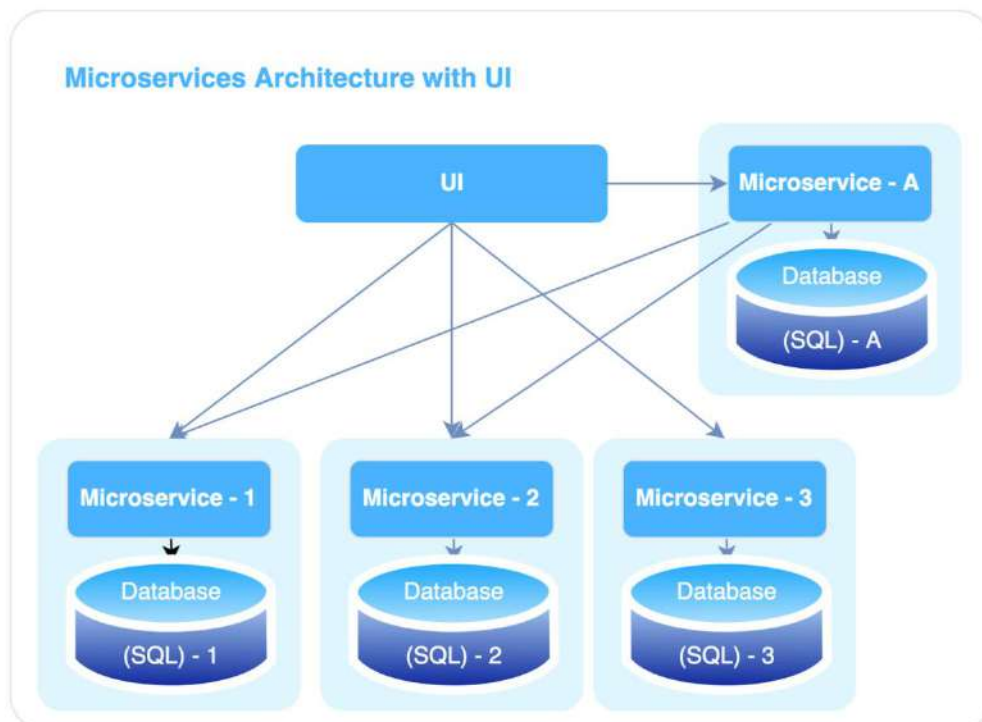 Microservices Architecture with UI
UI
Microservice - A
Database
(SQL) - A
Microservice - 1
Database
(SQL) - 1
Microservice - 2
Database
(SQL) - 2
Microservice - 3
Database
(SQL) - 3